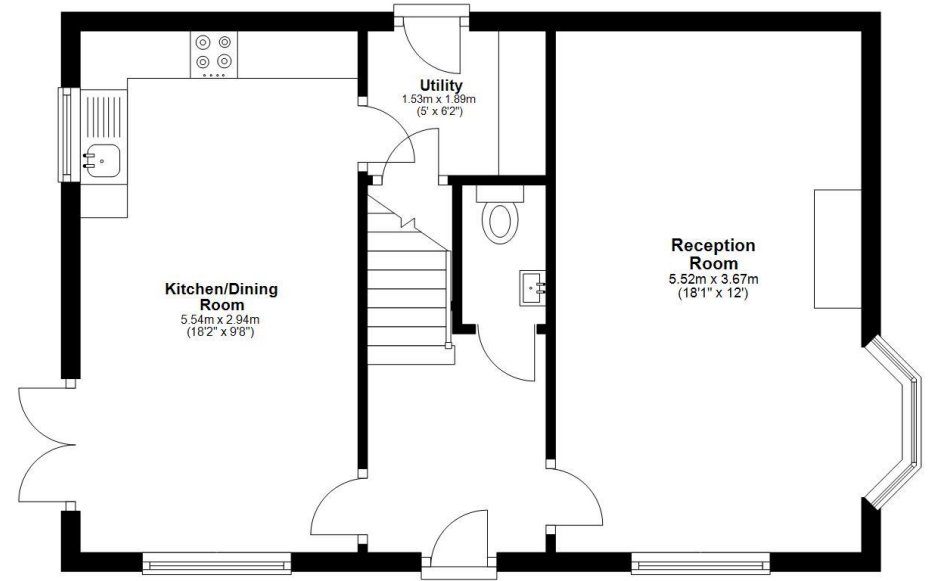 Utility
1.53m x 1.89m
(5' x 6'2")
Reception
Room
5.52m x 3.67m
(18'1" x 12')
Kitchen/Dining
Room
5.54m x 2.94m
(18'2" x 9'8")